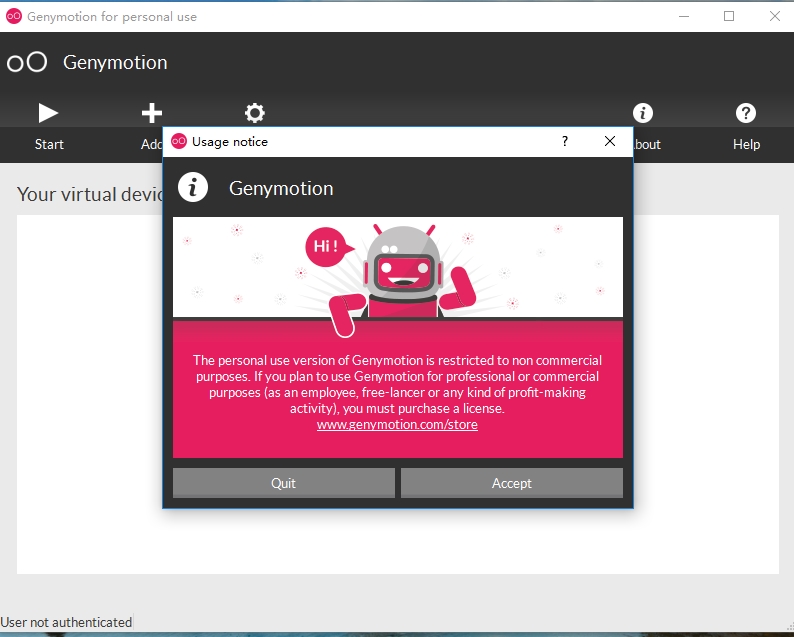 Genymotion for personal use
Genymotion
Start
Add
About
Help
Usage notice
?
Genymotion
Your virtual devic
Hi !
The personal use version of Genymotion is restricted to non commercial
purposes. If you plan to use Genymotion for professional or commercial
purposes (as an employee, free-lancer or any kind of profit-making
activity), you must purchase a license.
www.genymotion.com/store
Quit
Accept
User not authenticated